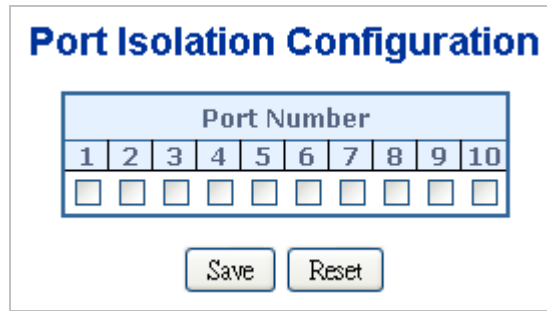 Port Isolation Configuration
Port Number
1 2 3 4 5 6 7 8 9 10
Save Reset